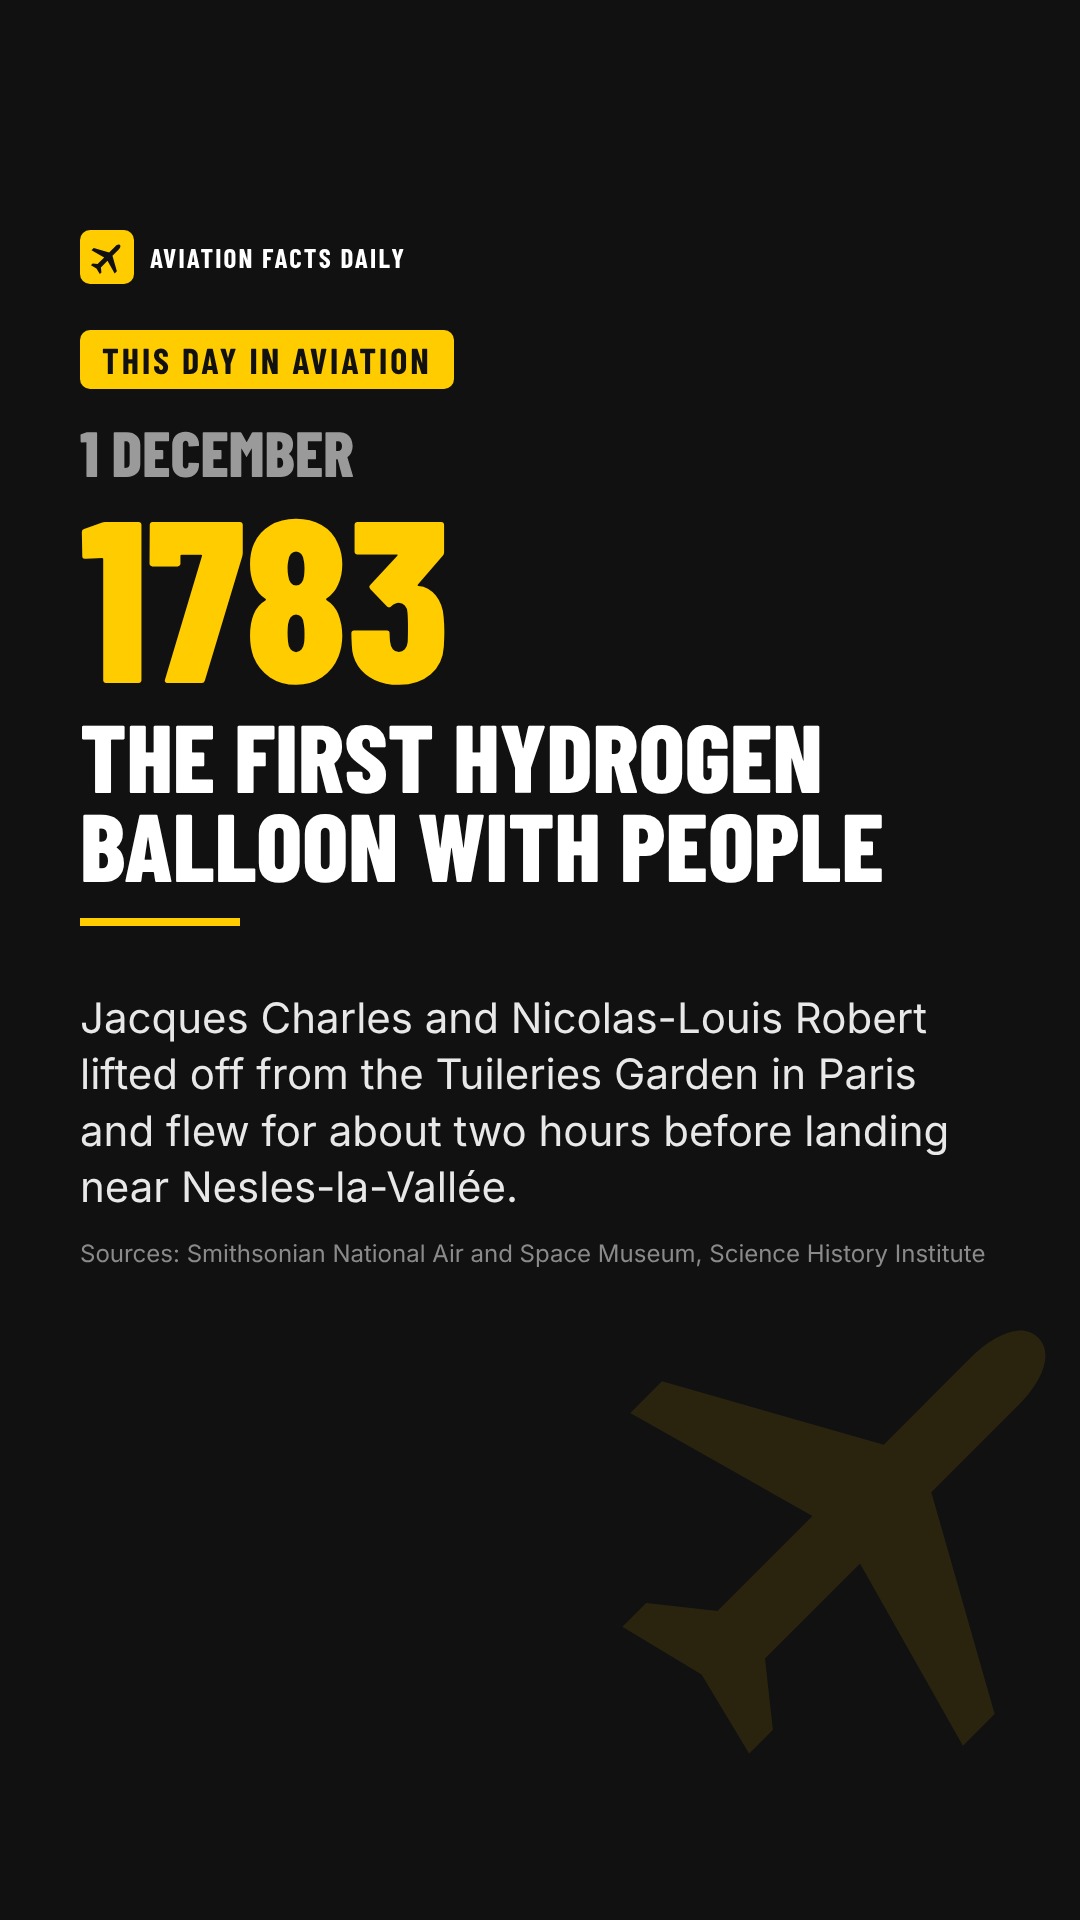 AVIATION FACTS DAILY
THIS DAY IN AVIATION
1 DECEMBER
1783
THE FIRST HYDROGEN
BALLOON WITH PEOPLE
Jacques Charles and Nicolas-Louis Robert
lifted off from the Tuileries Garden in Paris
and flew for about two hours before landing
near Nesles-la-Vallée.
Sources: Smithsonian National Air and Space Museum, Science History Institute